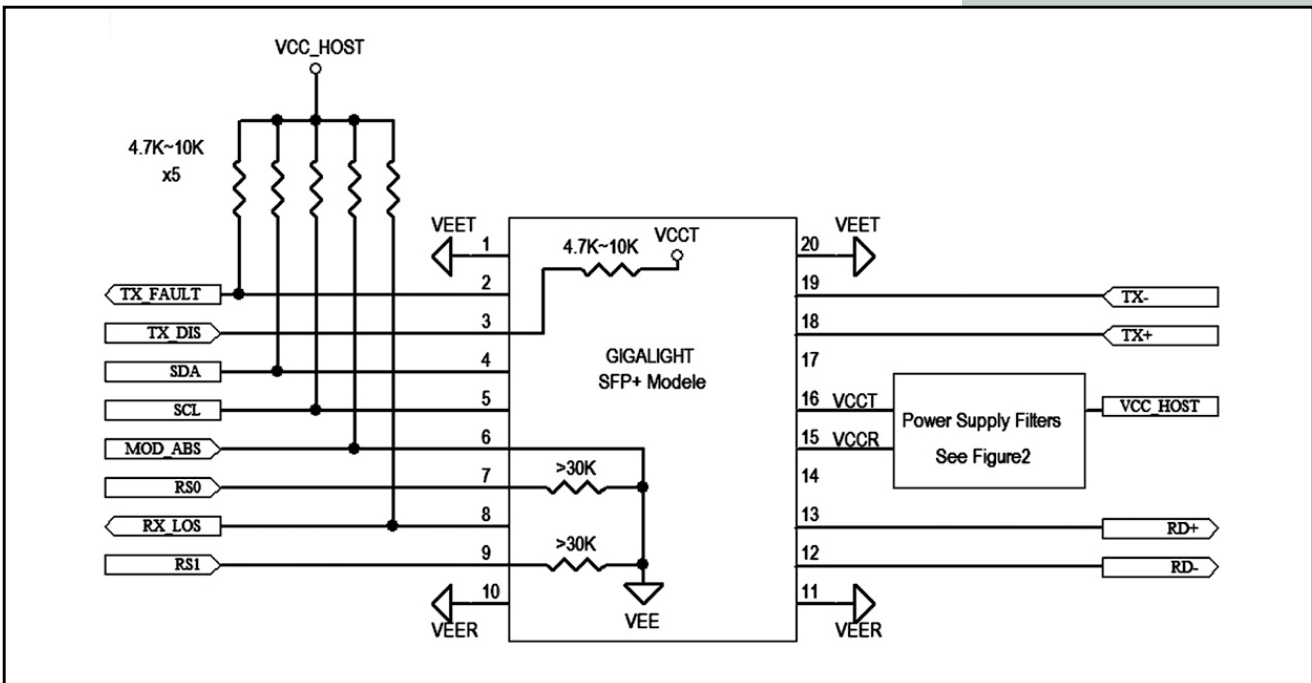 VCC_HOST
4.7K~10K
x5
VEET
1
TX_FAULT
2
TX_DIS
3
SDA
4
SCL
5
MOD_ABS
6
RS0
7
RX_LOS
8
RS1
9
10
VEER
4.7K~10K
VCCT
GIGALIGHT
SFP+ Modele
>30K
>30K
VEE
20
VEET
19
TX-
18
TX+
17
16
VCCT
15
VCCR
Power Supply Filters
See Figure2
VCC_HOST
14
13
RD+
12
RD-
11
VEER